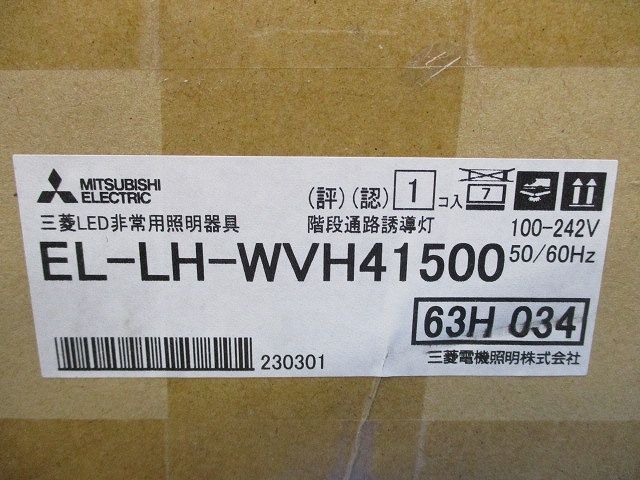 MITSUBISHI
ELECTRIC
(評)(認) 1 コ入 7
三菱LED非常用照明器具 階段通路誘導灯 100-242V
EL-LH-WVH41500 50/60Hz
63H 034
230301 三菱電機照明株式会社